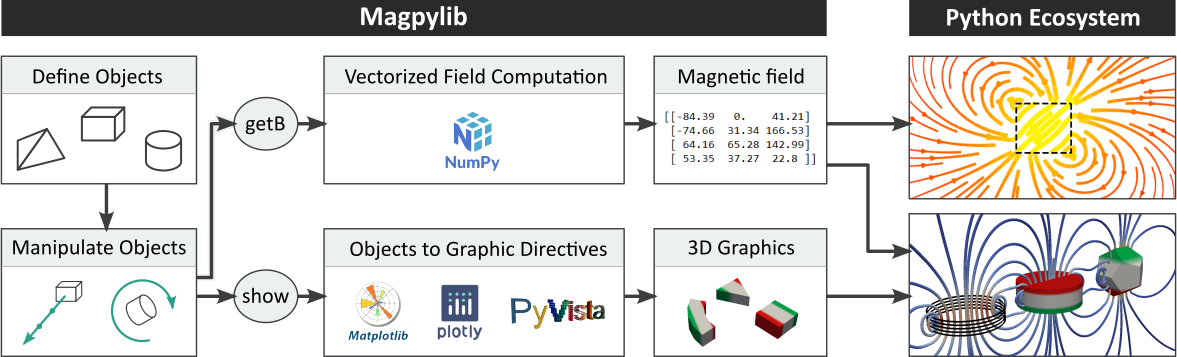 Magpylib
Python Ecosystem
Define Objects
getB
Vectorized Field Computation
NumPy
Magnetic field
[[-84.39 0. 41.21]
[-74.66 31.34 166.53]
[ 64.16 65.28 142.99]
[ 53.35 37.27 22.8 ]]
Manipulate Objects
show
Objects to Graphic Directives
Matplotlib
plotly
PyVista
3D Graphics